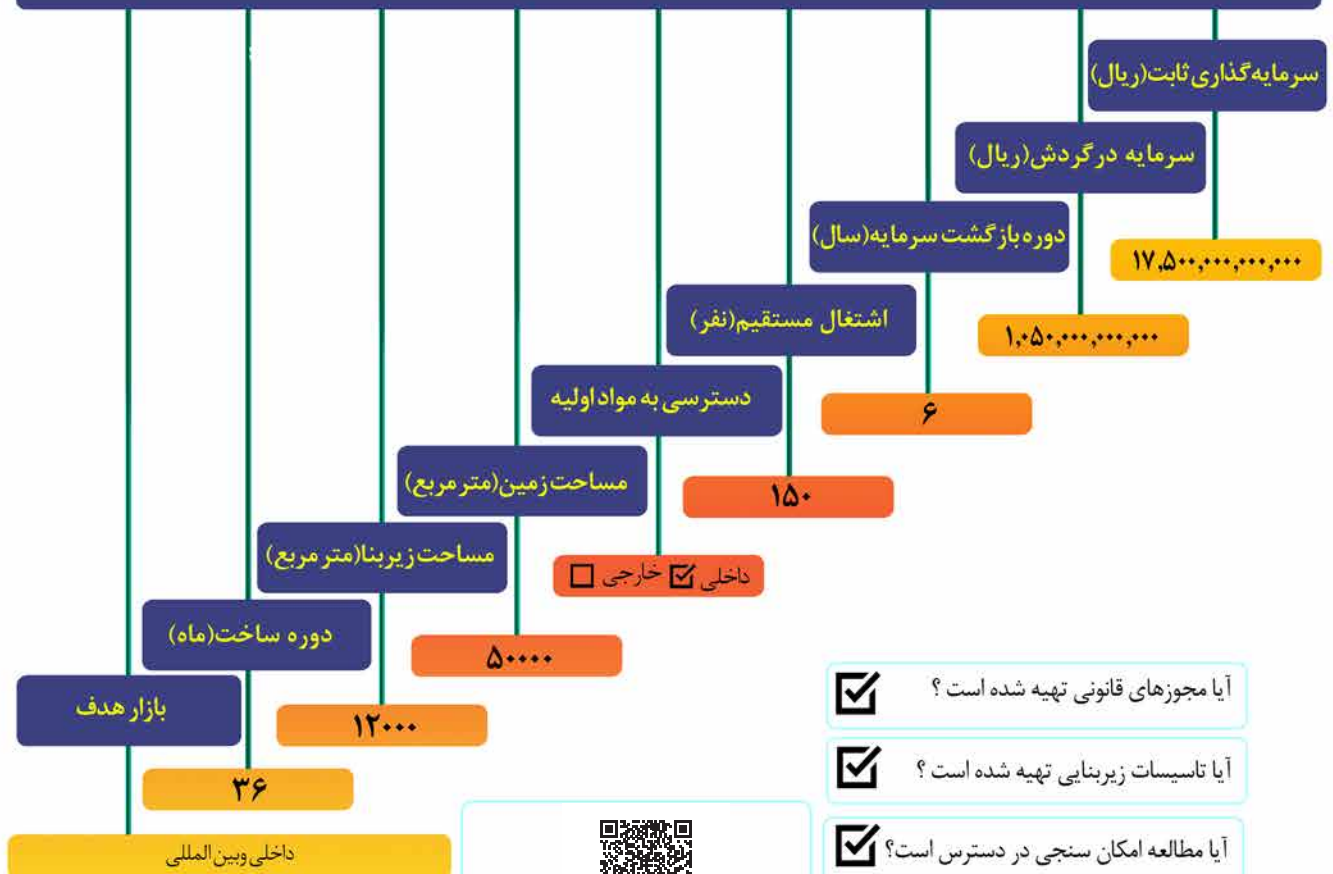 سرمایه‌گذاری ثابت(ریال)
۱۷,۵۰۰,۰۰۰,۰۰۰,۰۰۰
سرمایه در گردش(ریال)
۱,۰۵۰,۰۰۰,۰۰۰,۰۰۰
دوره بازگشت سرمایه(سال)
۶
اشتغال مستقیم(نفر)
۱۵۰
دسترسی به مواد اولیه
داخلی ☑ خارجی ☐
مساحت زمین(متر مربع)
۵۰۰۰۰
مساحت زیربنا(متر مربع)
۱۲۰۰۰
دوره ساخت(ماه)
۳۶
بازار هدف
داخلی وبین المللی
آیا مجوزهای قانونی تهیه شده است ؟ ☑
آیا تاسیسات زیربنایی تهیه شده است ؟ ☑
آیا مطالعه امکان سنجی در دسترس است؟ ☑